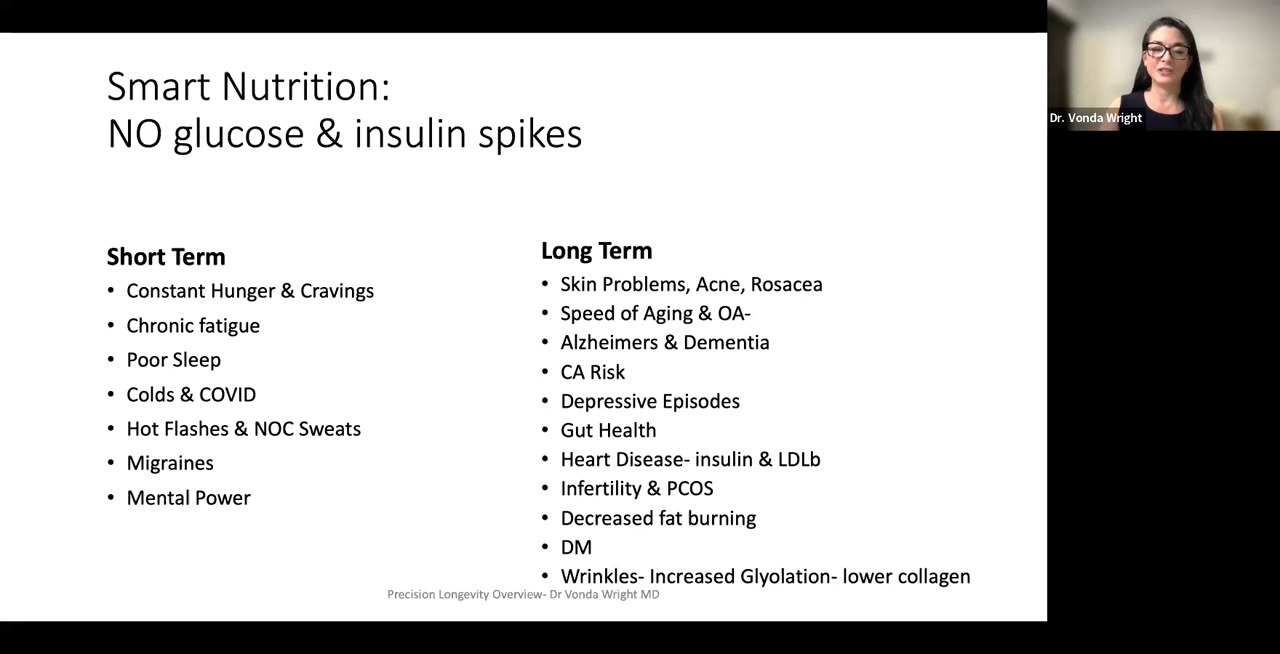 Smart Nutrition:
NO glucose & insulin spikes
Short Term
• Constant Hunger & Cravings
• Chronic fatigue
• Poor Sleep
• Colds & COVID
• Hot Flashes & NOC Sweats
• Migraines
• Mental Power
Long Term
• Skin Problems, Acne, Rosacea
• Speed of Aging & OA-
• Alzheimers & Dementia
• CA Risk
• Depressive Episodes
• Gut Health
• Heart Disease- insulin & LDLb
• Infertility & PCOS
• Decreased fat burning
• DM
• Wrinkles- Increased Glyolation- lower collagen
Precision Longevity Overview- Dr Vonda Wright MD
Dr. Vonda Wright